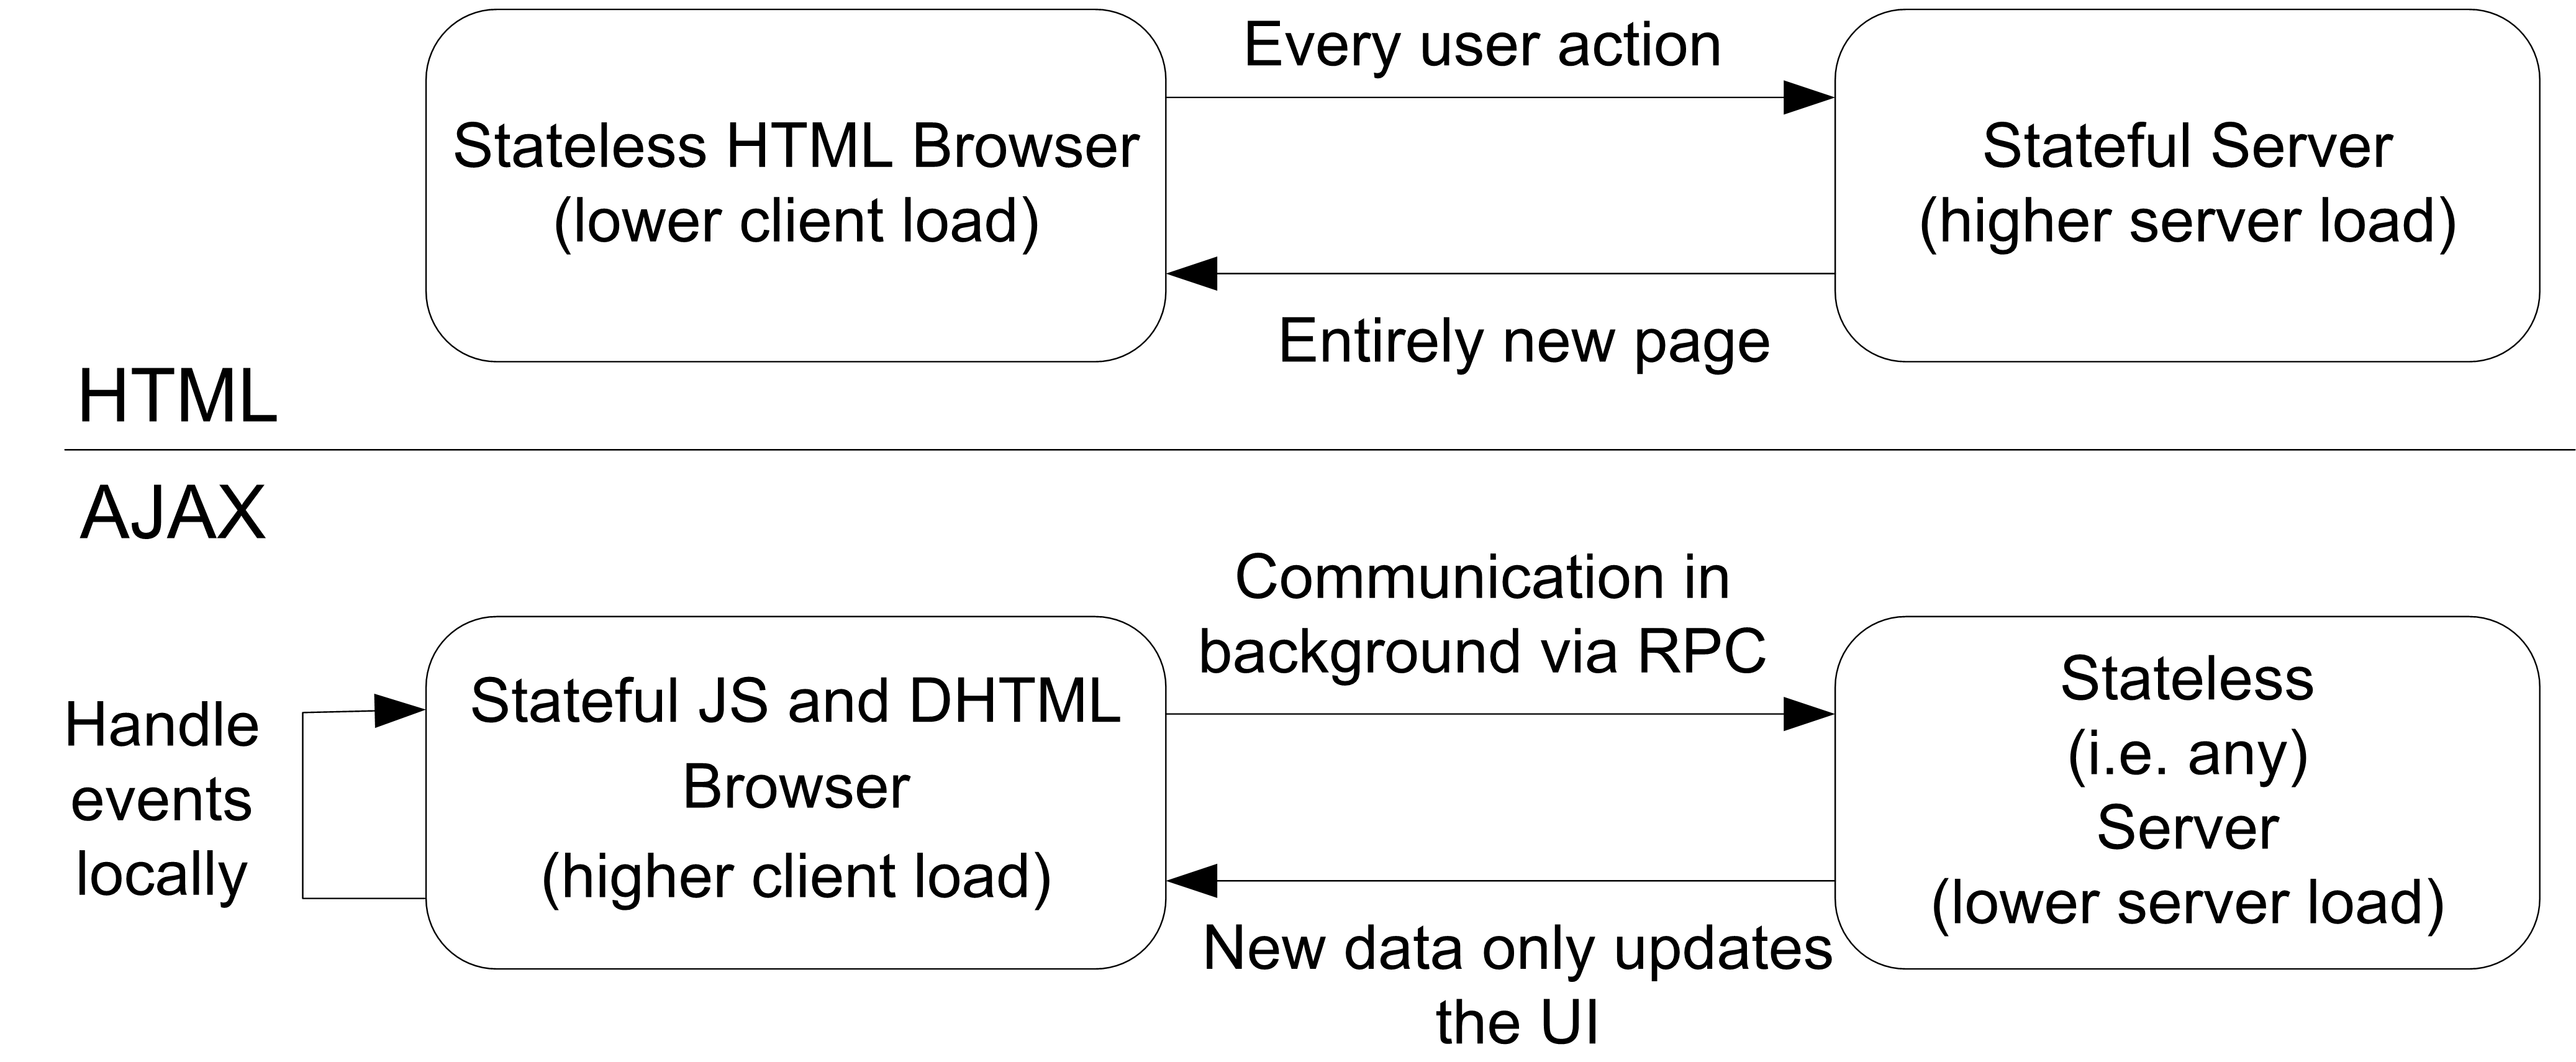 Every user action
Stateless HTML Browser
(lower client load)
Stateful Server
(higher server load)
Entirely new page
HTML
AJAX
Communication in
background via RPC
Handle
events
locally
Stateful JS and DHTML
Browser
(higher client load)
Stateless
(i.e. any)
Server
(lower server load)
New data only updates
the UI